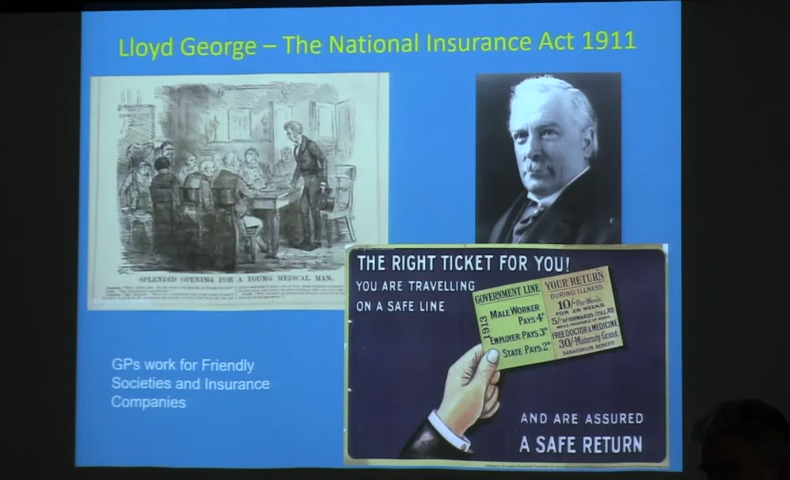 Lloyd George – The National Insurance Act 1911
SPLENDID OPENING FOR A YOUNG MEDICAL MAN.
GPs work for Friendly
Societies and Insurance
Companies
THE RIGHT TICKET FOR YOU!
YOU ARE TRAVELLING
ON A SAFE LINE
GOVERNMENT LINE
1913
MALE WORKER
PAYS 4ᴰ
EMPLOYER PAYS 3ᴰ
STATE PAYS 2ᴰ
YOUR RETURN
DURING ILLNESS
10/- Per Week
FOR 26 WEEKS
FREE DOCTOR & MEDICINE
30/- Maternity Grant
SANATORIUM BENEFIT
AND ARE ASSURED
A SAFE RETURN